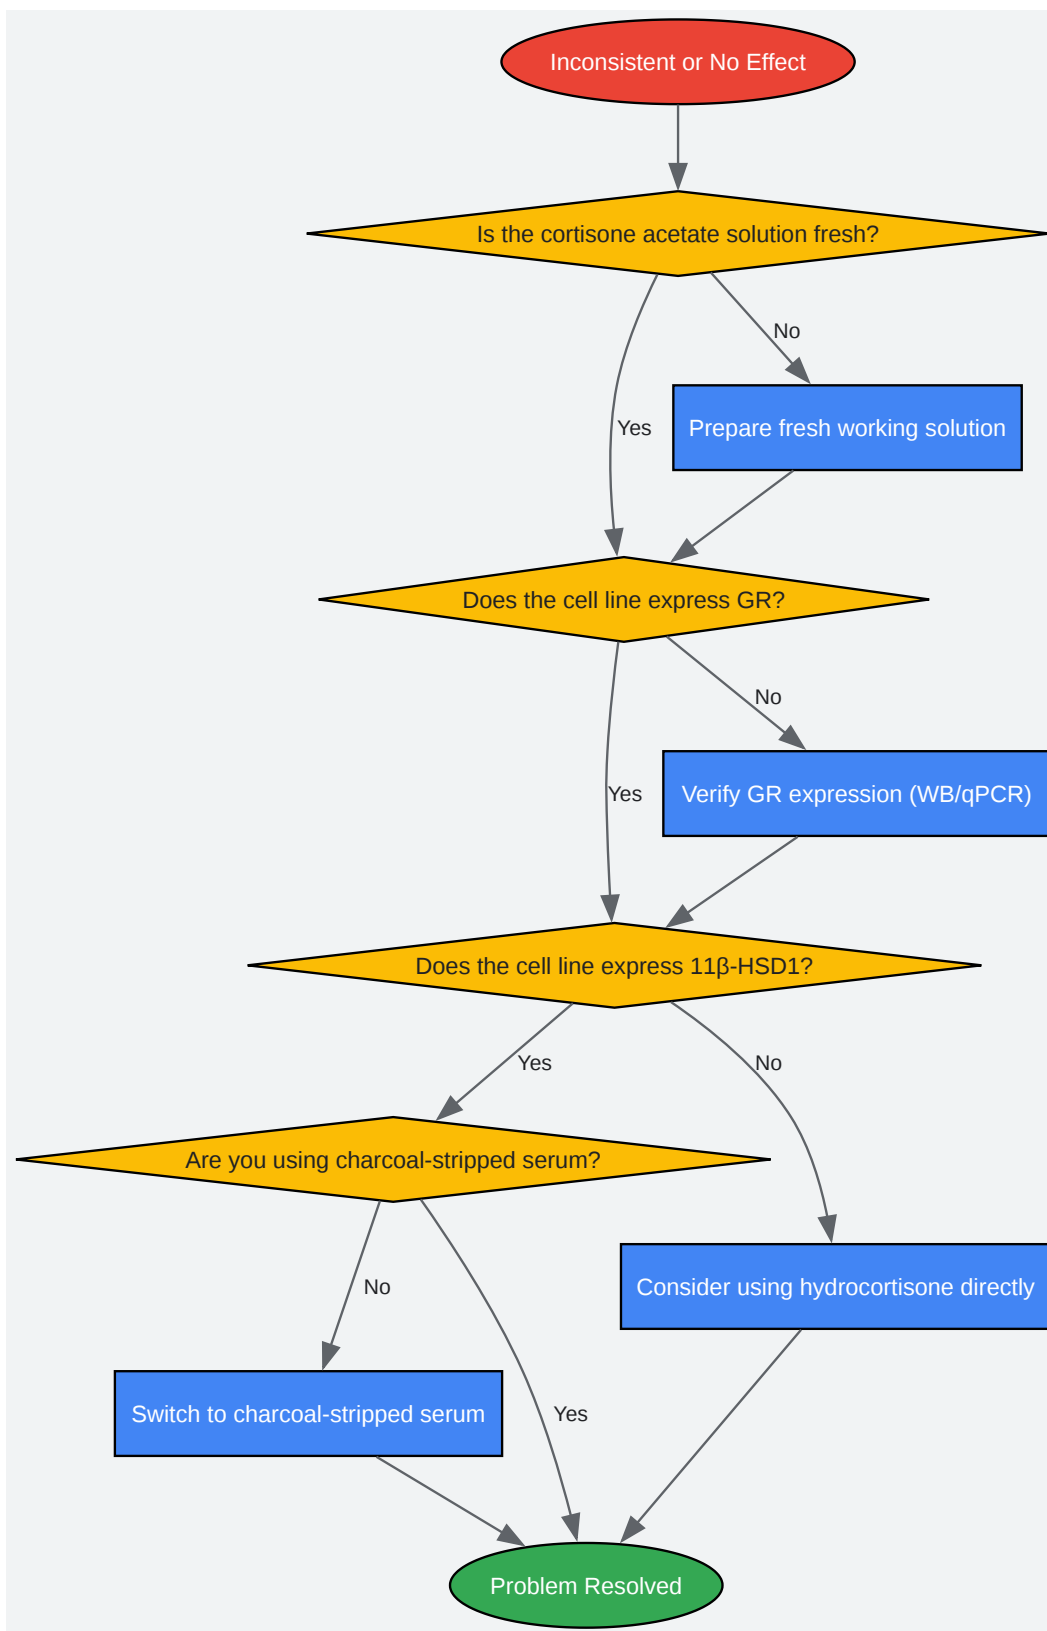 Inconsistent or No Effect
Is the cortisone acetate solution fresh?
No
Yes
Prepare fresh working solution
Does the cell line express GR?
No
Yes
Verify GR expression (WB/qPCR)
Does the cell line express 11β-HSD1?
Yes
No
Are you using charcoal-stripped serum?
No
Consider using hydrocortisone directly
Switch to charcoal-stripped serum
Yes
Problem Resolved